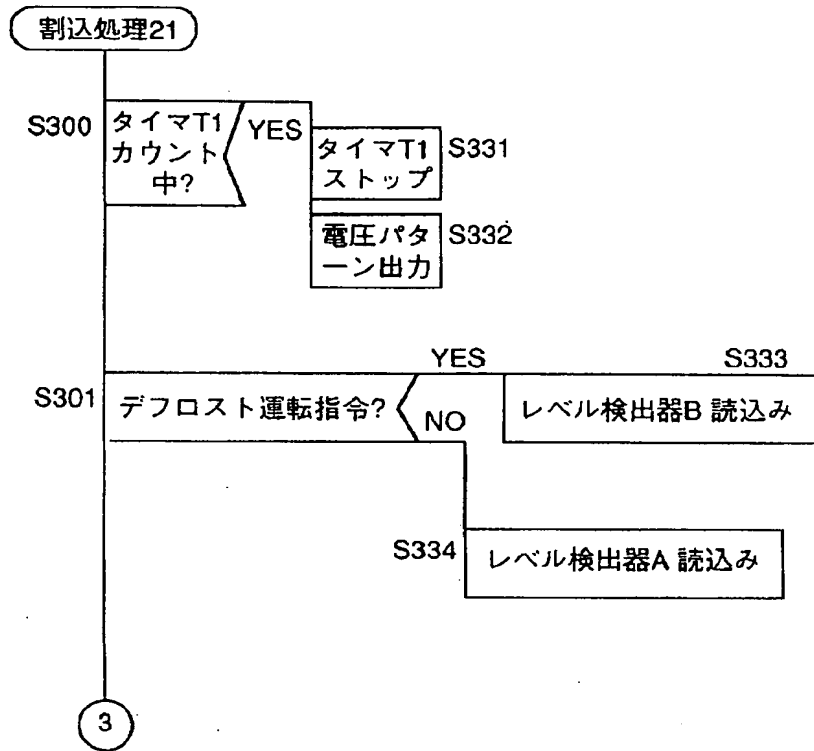 割込処理21
S300
タイマT1
カウント
中?
YES
タイマT1
ストップ
S331
電圧パタ
ーン出力
S332
S301
デフロスト運転指令?
YES
NO
S333
レベル検出器B 読込み
S334
レベル検出器A 読込み
3